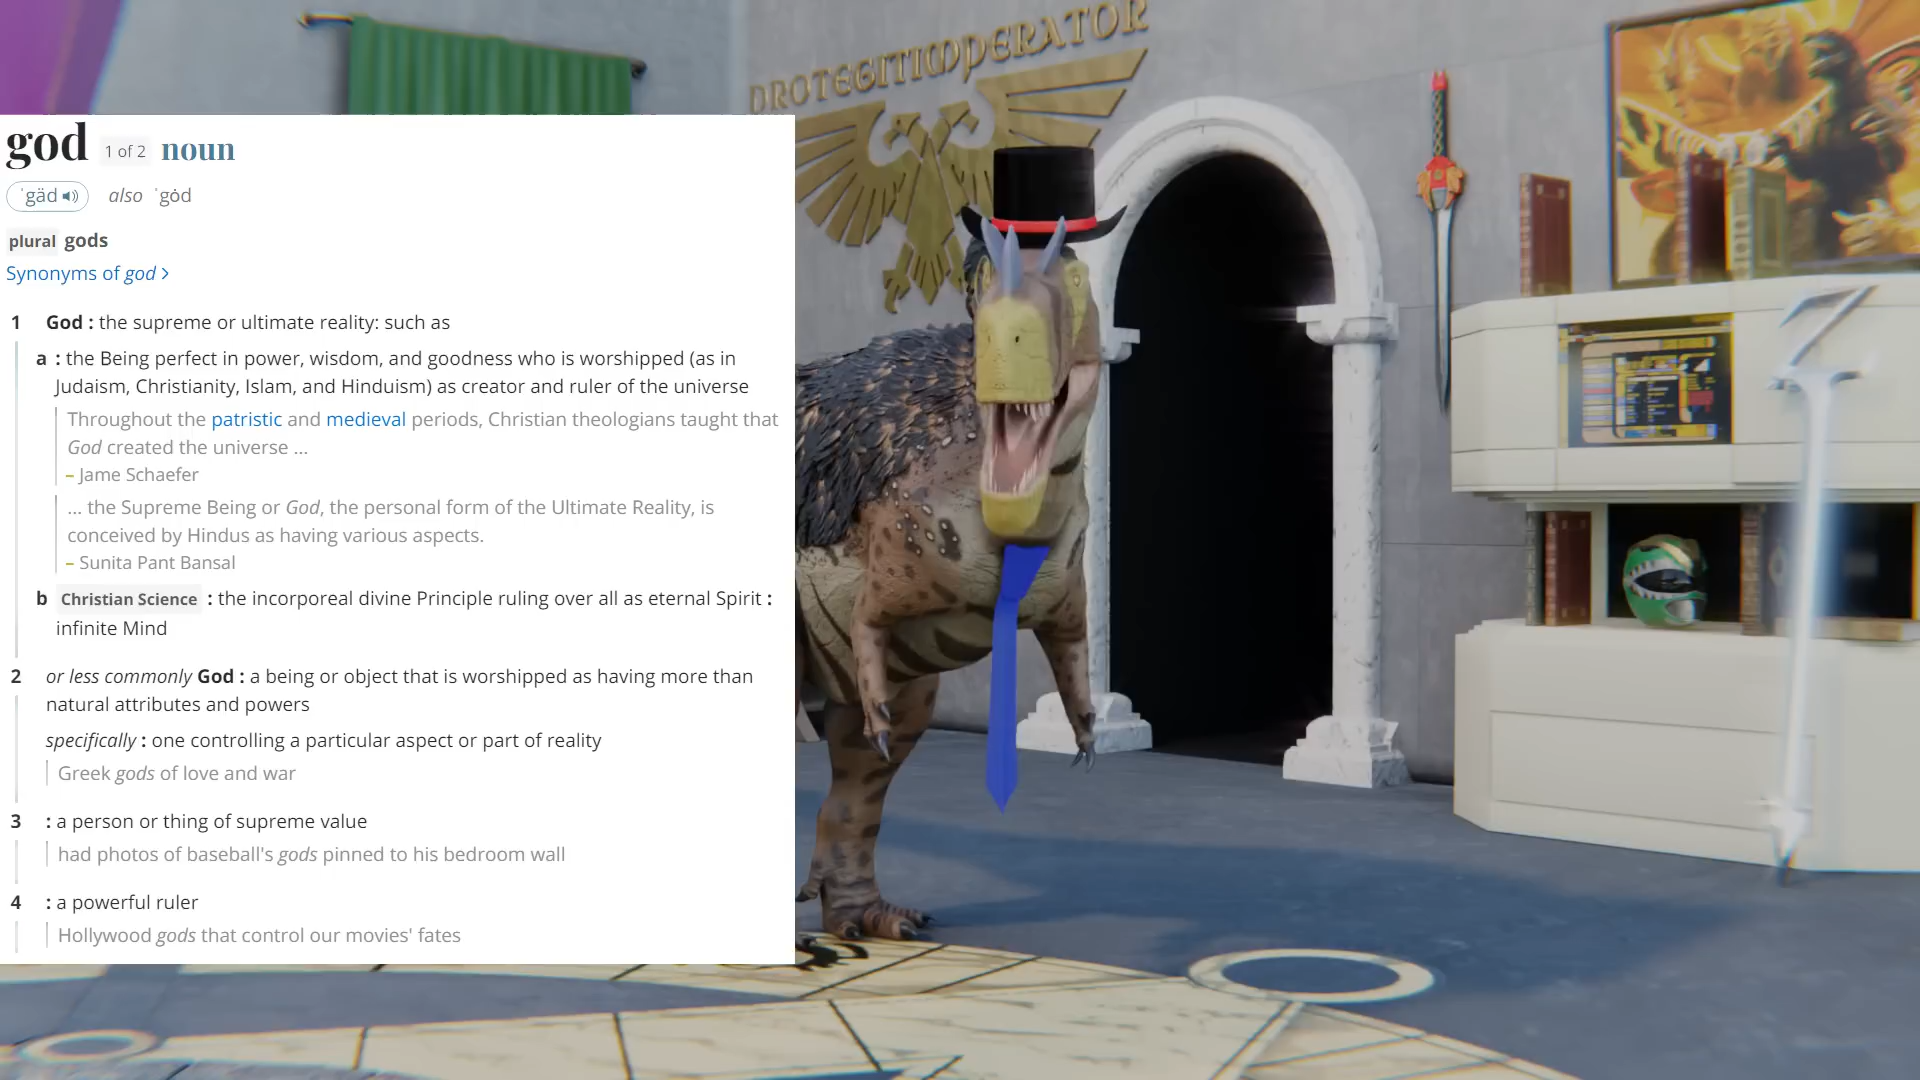 PROTEGIT IMPERATOR
god 1 of 2 noun
ˈgäd also ˈgȯd
plural gods
Synonyms of god
1 God : the supreme or ultimate reality: such as
a : the Being perfect in power, wisdom, and goodness who is worshipped (as in
Judaism, Christianity, Islam, and Hinduism) as creator and ruler of the universe
Throughout the patristic and medieval periods, Christian theologians taught that
God created the universe ...
– Jame Schaefer
... the Supreme Being or God, the personal form of the Ultimate Reality, is
conceived by Hindus as having various aspects.
– Sunita Pant Bansal
b Christian Science : the incorporeal divine Principle ruling over all as eternal Spirit :
infinite Mind
2 or less commonly God : a being or object that is worshipped as having more than
natural attributes and powers
specifically : one controlling a particular aspect or part of reality
Greek gods of love and war
3 : a person or thing of supreme value
had photos of baseball's gods pinned to his bedroom wall
4 : a powerful ruler
Hollywood gods that control our movies' fates